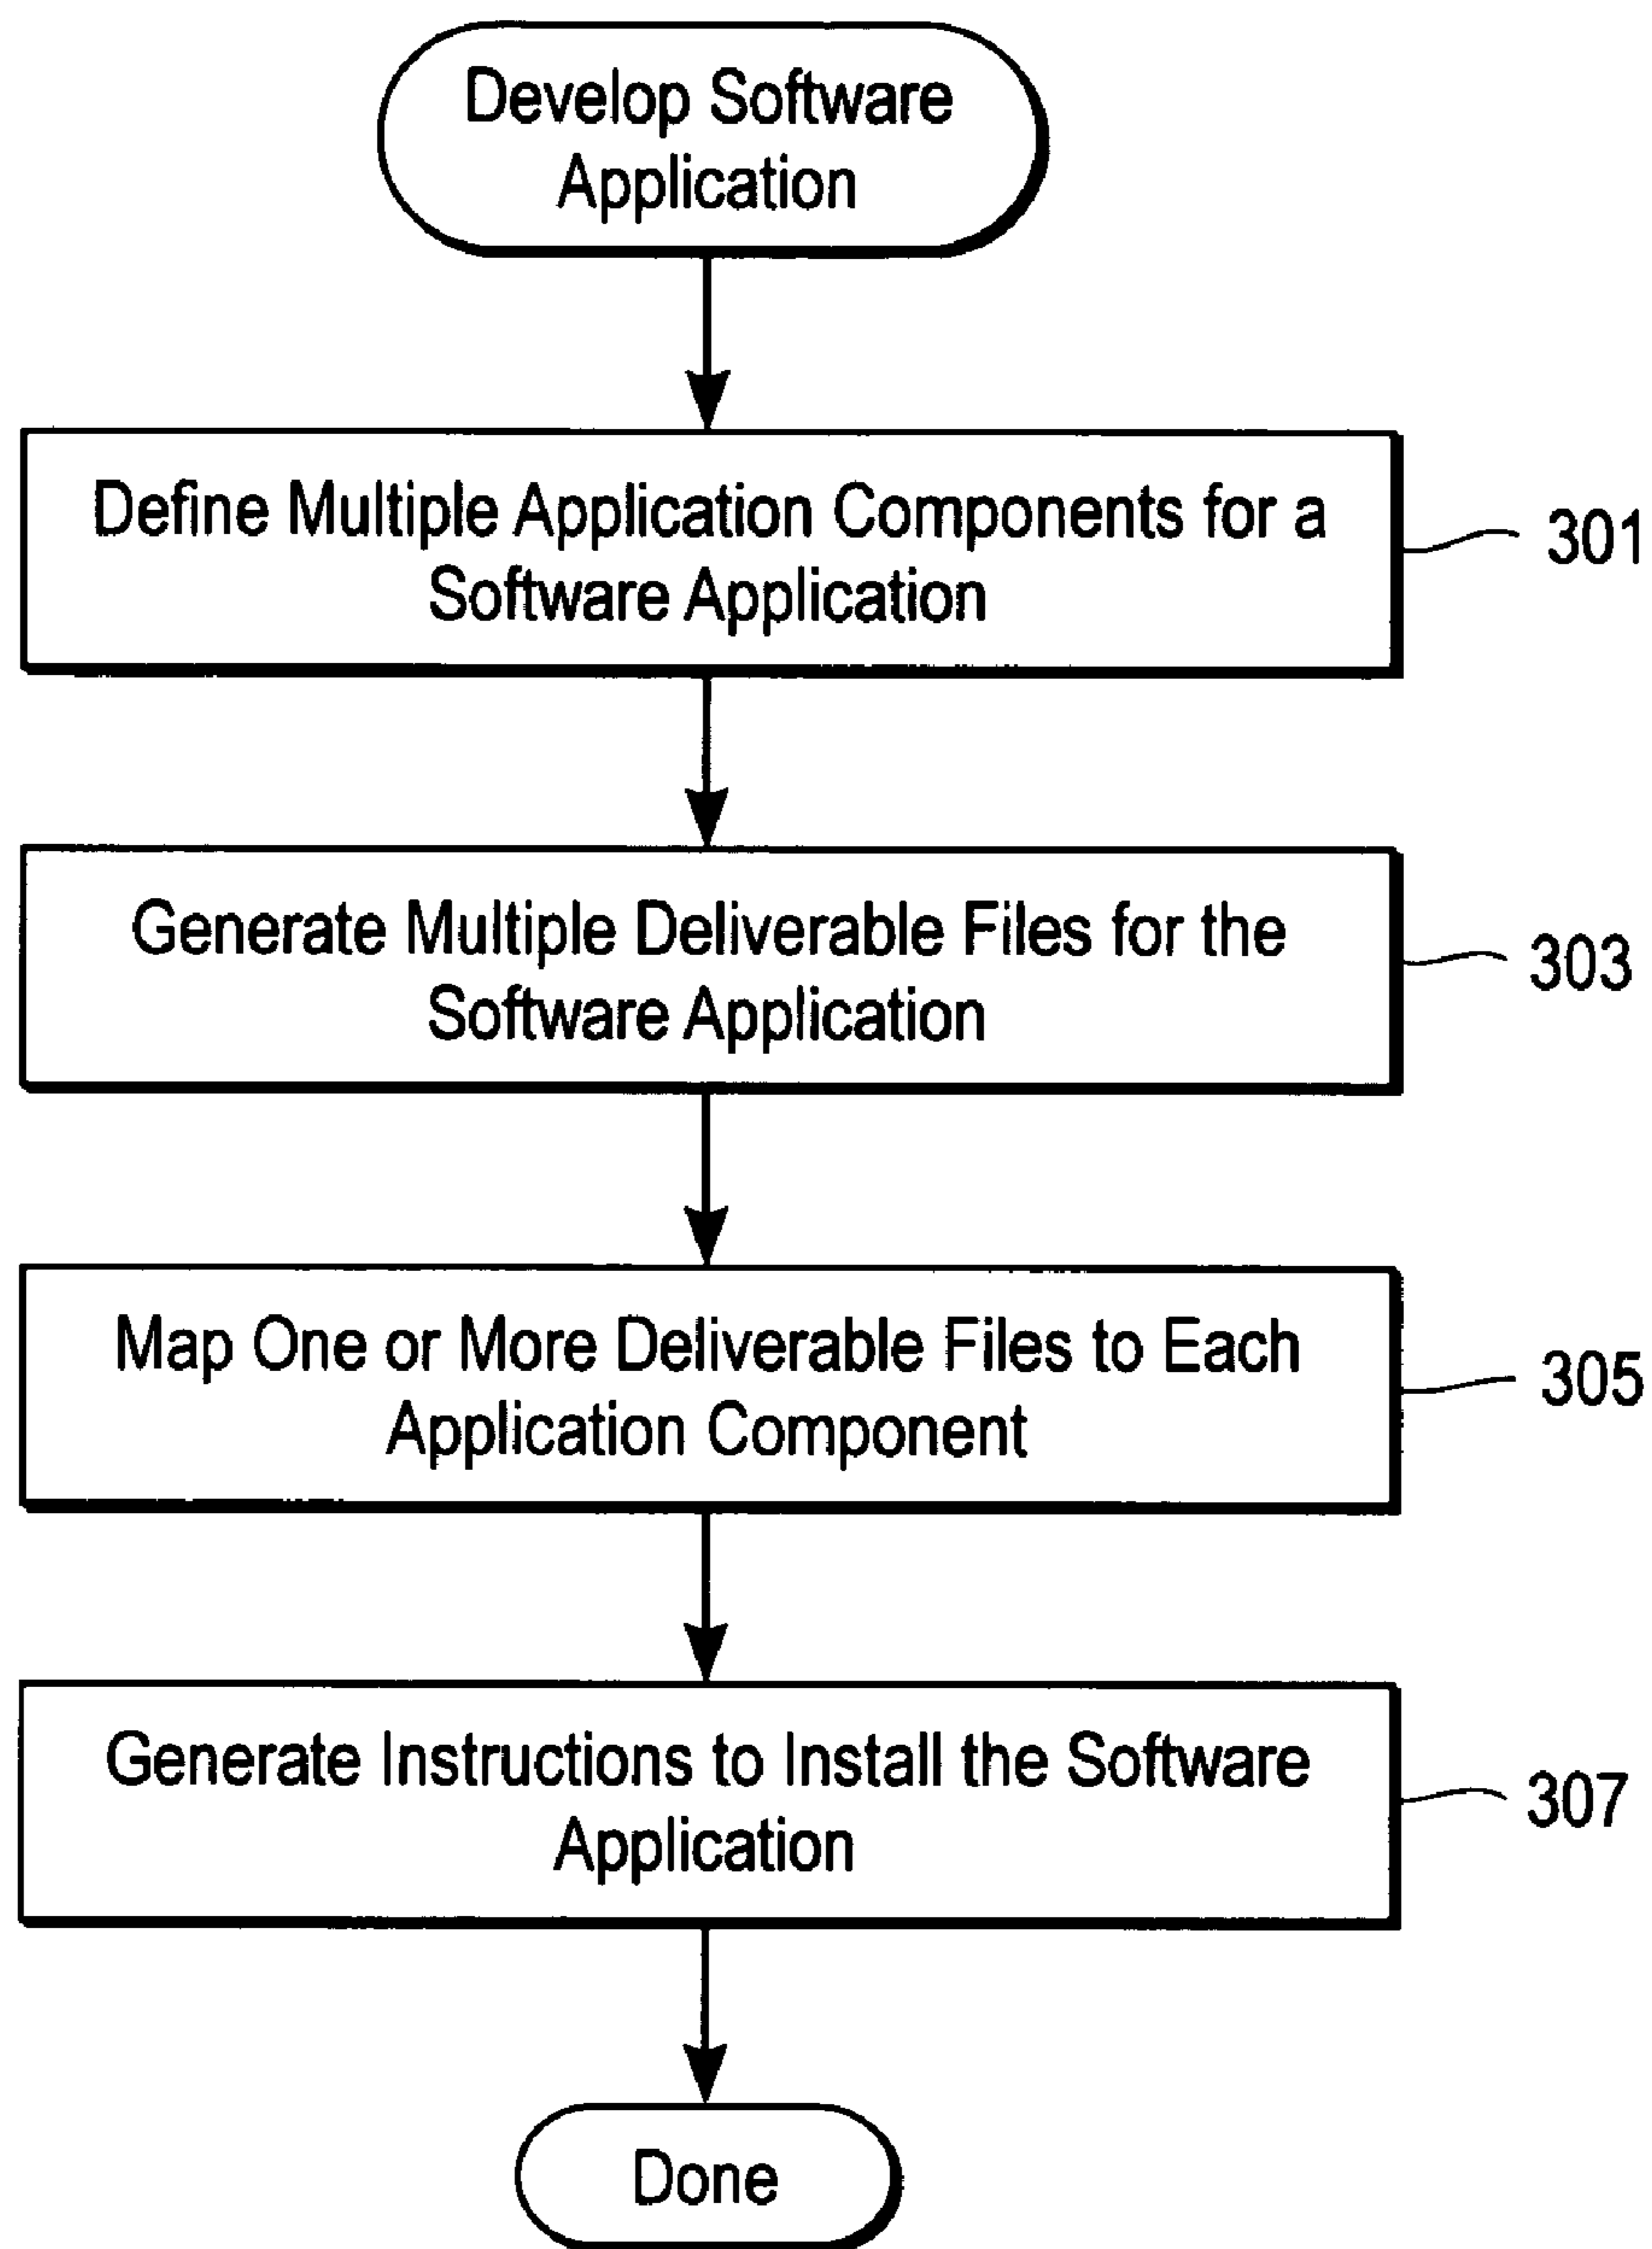 Develop Software
Application
Define Multiple Application Components for a
Software Application
301
Generate Multiple Deliverable Files for the
Software Application
303
Map One or More Deliverable Files to Each
Application Component
305
Generate Instructions to Install the Software
Application
307
Done